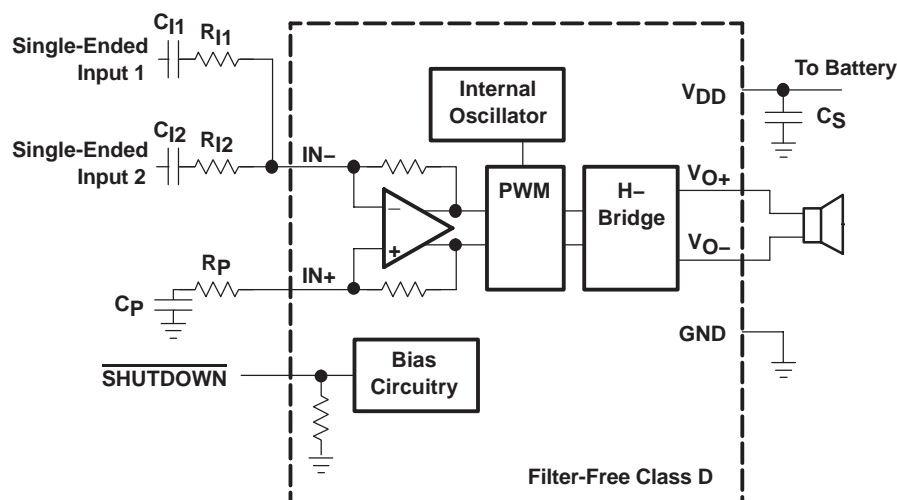 CI1
RI1
Single-Ended
Input 1
CI2
RI2
Single-Ended
Input 2
IN−
RP
IN+
CP
SHUTDOWN
Internal
Oscillator
−
+
PWM
H−
Bridge
Bias
Circuitry
VDD
To Battery
CS
VO+
VO−
GND
Filter-Free Class D